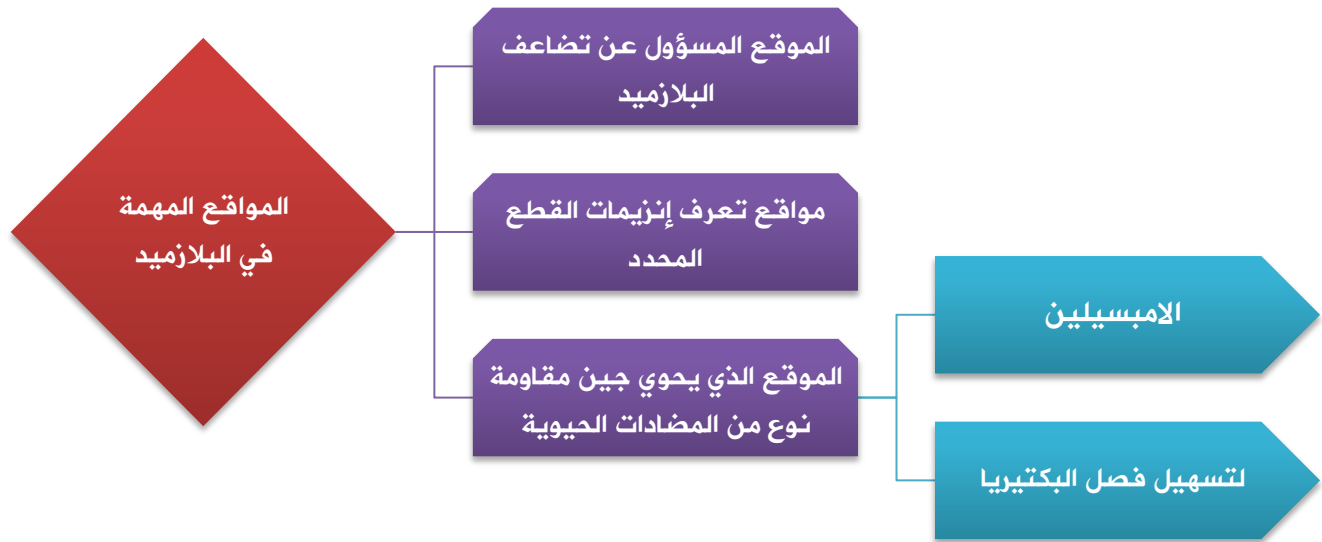 المواقع المهمة
في البلازميد
الموقع المسؤول عن تضاعف
البلازميد
مواقع تعرف إنزيمات القطع
المحدد
الموقع الذي يحوي جين مقاومة
نوع من المضادات الحيوية
الامبسيلين
لتسهيل فصل البكتيريا